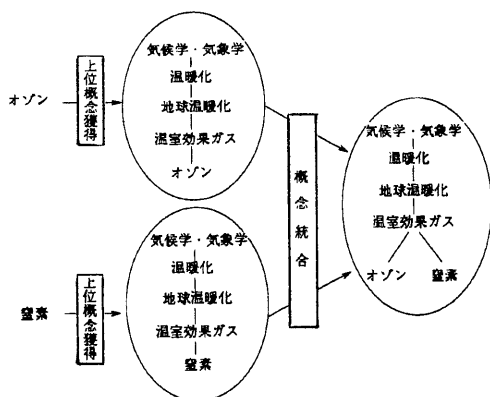 オゾン
上位概念獲得
気候学・気象学
温暖化
地球温暖化
温室効果ガス
オゾン
窒素
上位概念獲得
気候学・気象学
温暖化
地球温暖化
温室効果ガス
窒素
概念統合
気候学・気象学
温暖化
地球温暖化
温室効果ガス
オゾン 窒素